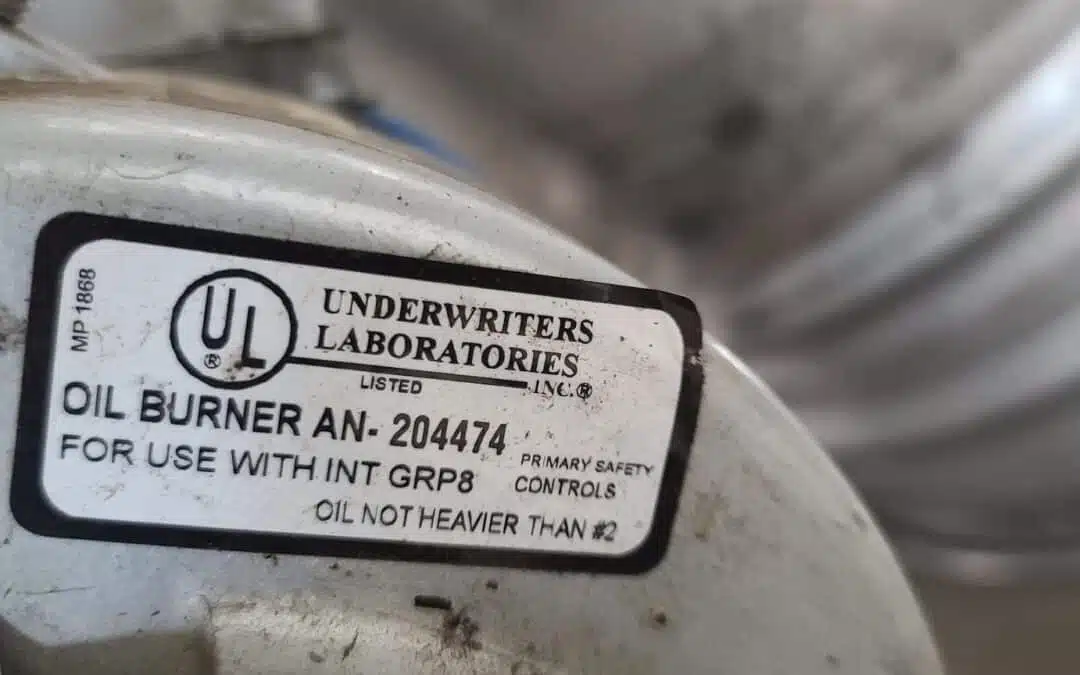 MP 1868
UL ®
UNDERWRITERS
LABORATORIES
INC.®
LISTED
OIL BURNER AN- 204474
FOR USE WITH INT GRP8 PRIMARY SAFETY
CONTROLS
OIL NOT HEAVIER THAN #2